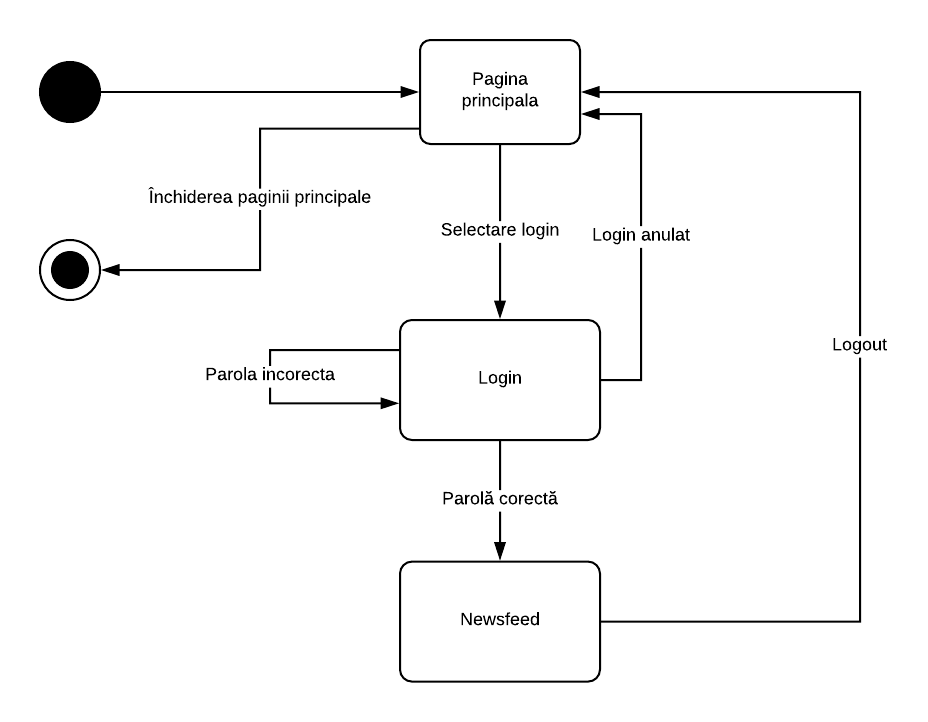 Pagina
principala
Închiderea paginii principale
Selectare login
Login anulat
Logout
Parola incorecta
Login
Parolă corectă
Newsfeed